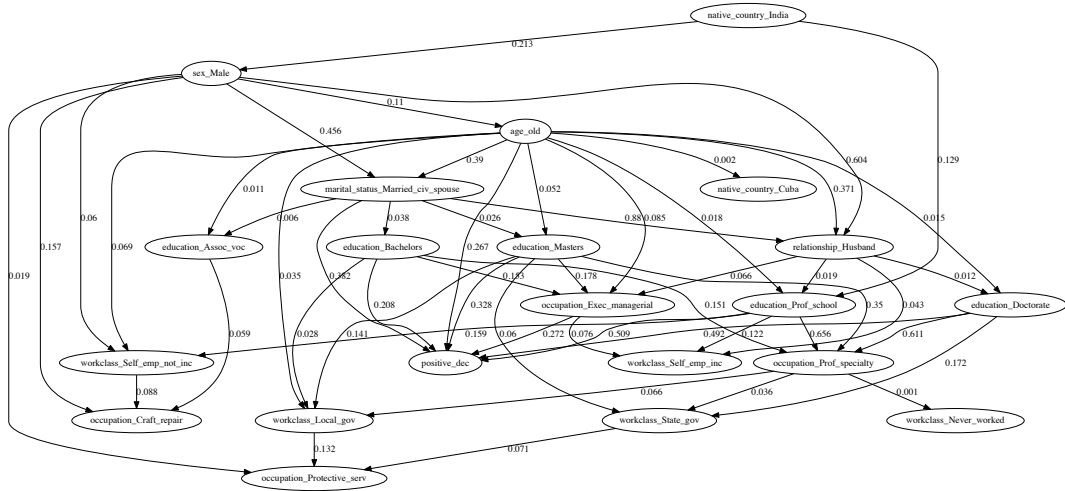 native_country_India
0.213
sex_Male
0.11
age_old
0.456
0.39
0.002
0.604
0.129
marital_status_Married_civ_spouse
native_country_Cuba
0.011
0.006
0.038
0.026
0.052
0.88
0.085
0.018
0.371
0.015
0.06
0.157
0.069
education_Assoc_voc
education_Bachelors
education_Masters
relationship_Husband
0.267
0.019
0.035
0.382
0.153
0.178
0.066
0.019
0.012
occupation_Exec_managerial
education_Prof_school
education_Doctorate
0.208
0.328
0.151
0.35
0.043
0.059
0.028
0.141
0.159
0.272
0.06
0.076
0.509
0.492
0.122
0.656
0.611
0.172
workclass_Self_emp_not_inc
positive_dec
workclass_Self_emp_inc
occupation_Prof_specialty
0.088
0.066
0.036
0.001
occupation_Craft_repair
workclass_Local_gov
workclass_State_gov
workclass_Never_worked
0.132
0.071
occupation_Protective_serv